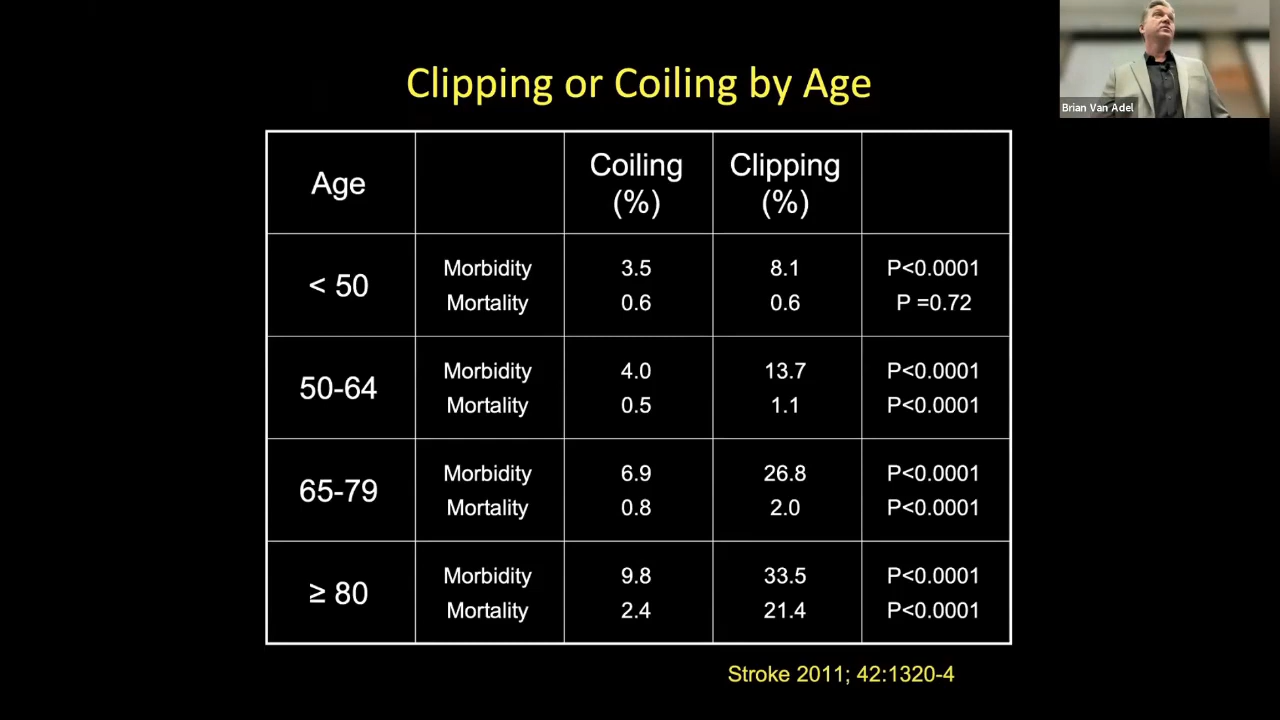 Clipping or Coiling by Age
Brian Van Adel
Age Coiling (%) Clipping (%)
< 50 Morbidity 3.5 8.1 P<0.0001
Mortality 0.6 0.6 P =0.72
50-64 Morbidity 4.0 13.7 P<0.0001
Mortality 0.5 1.1 P<0.0001
65-79 Morbidity 6.9 26.8 P<0.0001
Mortality 0.8 2.0 P<0.0001
≥ 80 Morbidity 9.8 33.5 P<0.0001
Mortality 2.4 21.4 P<0.0001
Stroke 2011; 42:1320-4